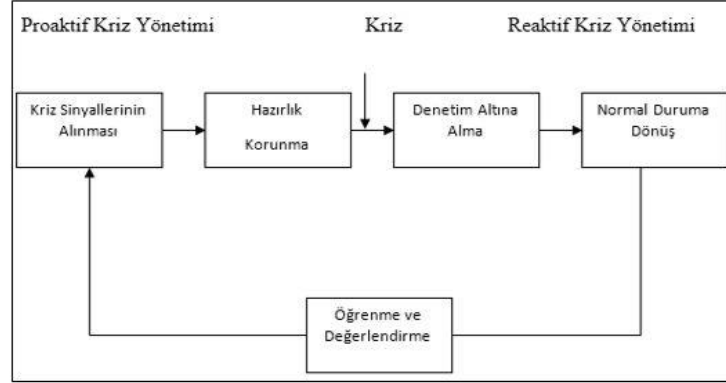 Proaktif Kriz Yönetimi
Kriz
Reaktif Kriz Yönetimi
Kriz Sinyallerinin
Alınması
Hazırlık
Korunma
Denetim Altına
Alma
Normal Duruma
Dönüş
Öğrenme ve
Değerlendirme